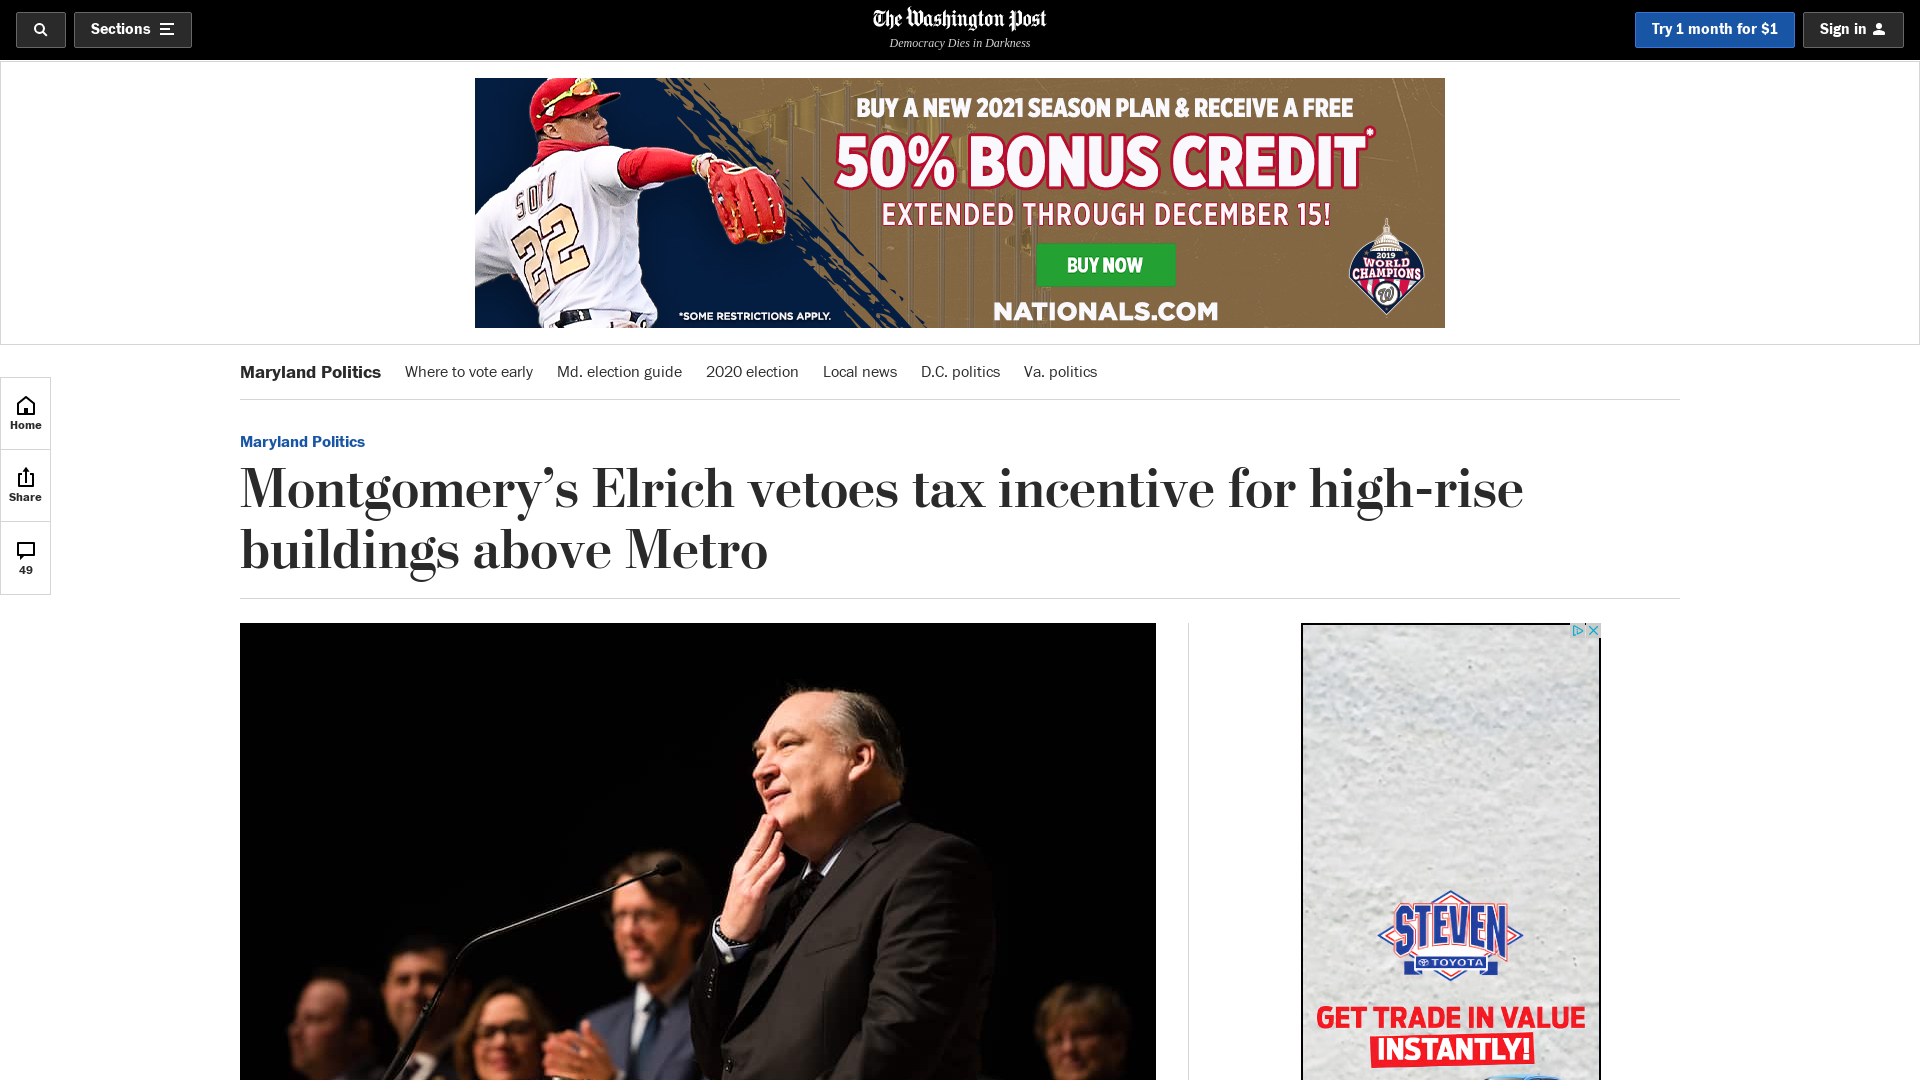 Sections
The Washington Post
Democracy Dies in Darkness
Try 1 month for $1
Sign in
BUY A NEW 2021 SEASON PLAN & RECEIVE A FREE
50% BONUS CREDIT*
EXTENDED THROUGH DECEMBER 15!
BUY NOW
NATIONALS.COM
*SOME RESTRICTIONS APPLY.
SOTO
22
2019
WORLD
CHAMPIONS
W
Maryland Politics
Where to vote early
Md. election guide
2020 election
Local news
D.C. politics
Va. politics
Home
Share
49
Maryland Politics
Montgomery’s Elrich vetoes tax incentive for high-rise
buildings above Metro
STEVEN
TOYOTA
GET TRADE IN VALUE
INSTANTLY!